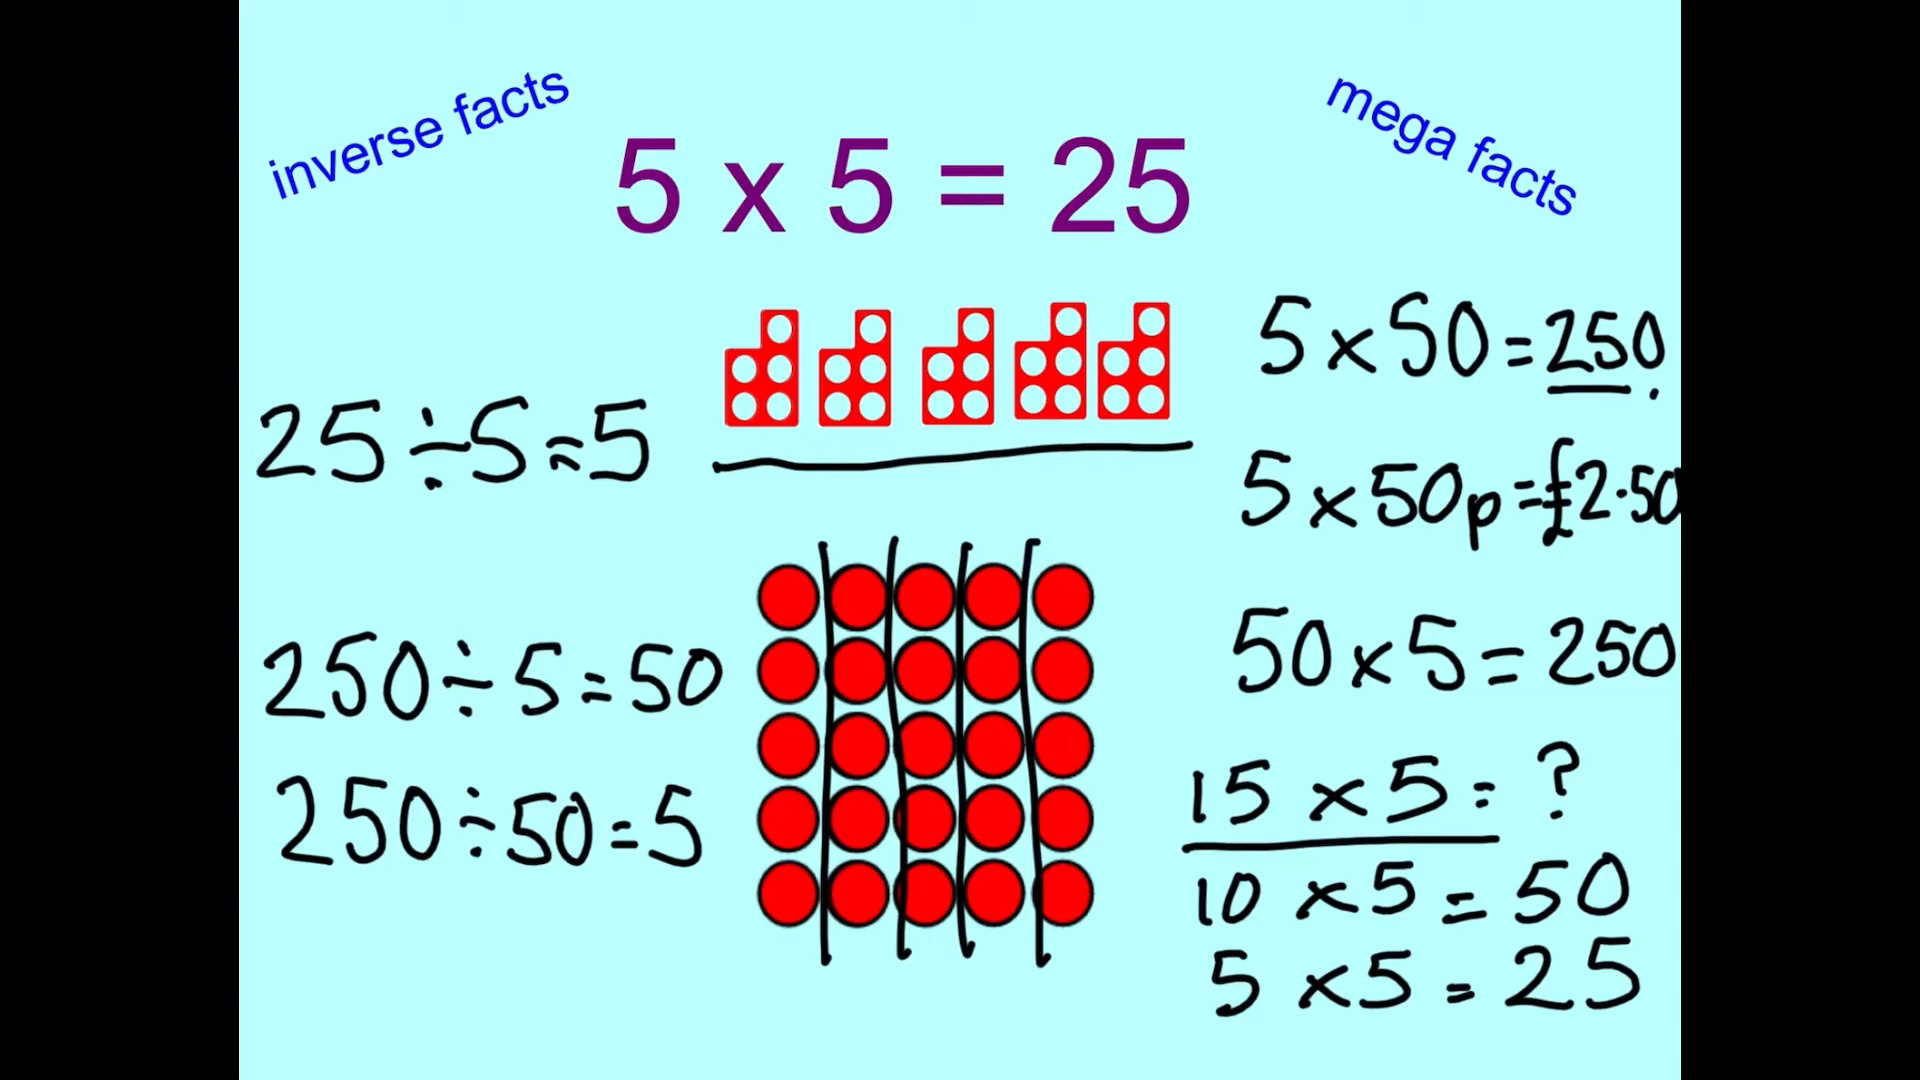 inverse facts
mega facts
5 x 5 = 25
25 ÷ 5 = 5
250 ÷ 5 = 50
250 ÷ 50 = 5
5 x 50 = 250
5 x 50p = £2·50
50 x 5 = 250
15 x 5 = ?
10 x 5 = 50
5 x 5 = 25